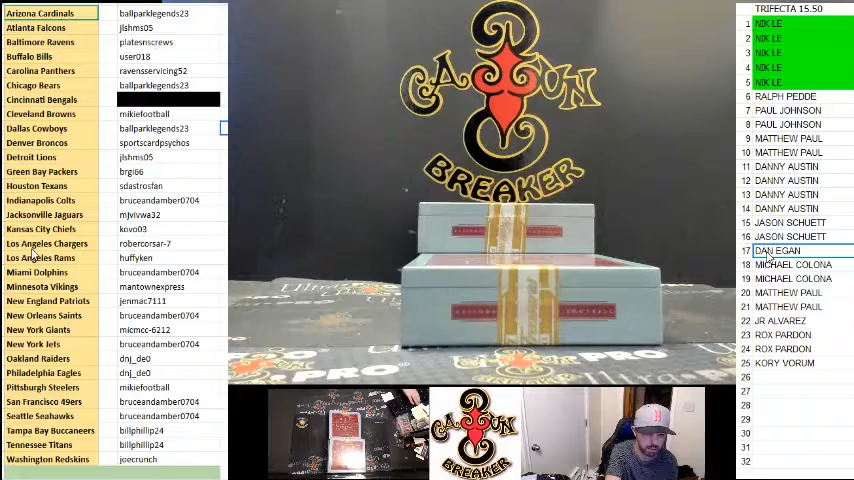 Arizona Cardinals ballparklegends23
Atlanta Falcons jlshms05
Baltimore Ravens platesnscrews
Buffalo Bills user018
Carolina Panthers ravensservicing52
Chicago Bears ballparklegends23
Cincinnati Bengals
Cleveland Browns mikiefootball
Dallas Cowboys ballparklegends23
Denver Broncos sportscardpsychos
Detroit Lions jlshms05
Green Bay Packers brgi66
Houston Texans sdastrosfan
Indianapolis Colts bruceandamber0704
Jacksonville Jaguars mjvivwa32
Kansas City Chiefs kovo03
Los Angeles Chargers robercorsar-7
Los Angeles Rams huffyken
Miami Dolphins bruceandamber0704
Minnesota Vikings mantownexpress
New England Patriots jenmac7111
New Orleans Saints bruceandamber0704
New York Giants micmcc-6212
New York Jets bruceandamber0704
Oakland Raiders dnj_de0
Philadelphia Eagles dnj_de0
Pittsburgh Steelers mikiefootball
San Francisco 49ers bruceandamber0704
Seattle Seahawks bruceandamber0704
Tampa Bay Buccaneers billphillip24
Tennessee Titans billphillip24
Washington Redskins joecrunch
CAJUN
BREAKER
PRO
Ultra
CAJUN
BREAKER
TRIFECTA 15.50
1 NIK LE
2 NIK LE
3 NIK LE
4 NIK LE
5 NIK LE
6 RALPH PEDDE
7 PAUL JOHNSON
8 PAUL JOHNSON
9 MATTHEW PAUL
10 MATTHEW PAUL
11 DANNY AUSTIN
12 DANNY AUSTIN
13 DANNY AUSTIN
14 DANNY AUSTIN
15 JASON SCHUETT
16 JASON SCHUETT
17 DAN EGAN
18 MICHAEL COLONA
19 MICHAEL COLONA
20 MATTHEW PAUL
21 MATTHEW PAUL
22 JR ALVAREZ
23 ROX PARDON
24 ROX PARDON
25 KORY VORUM
26
27
28
29
30
31
32